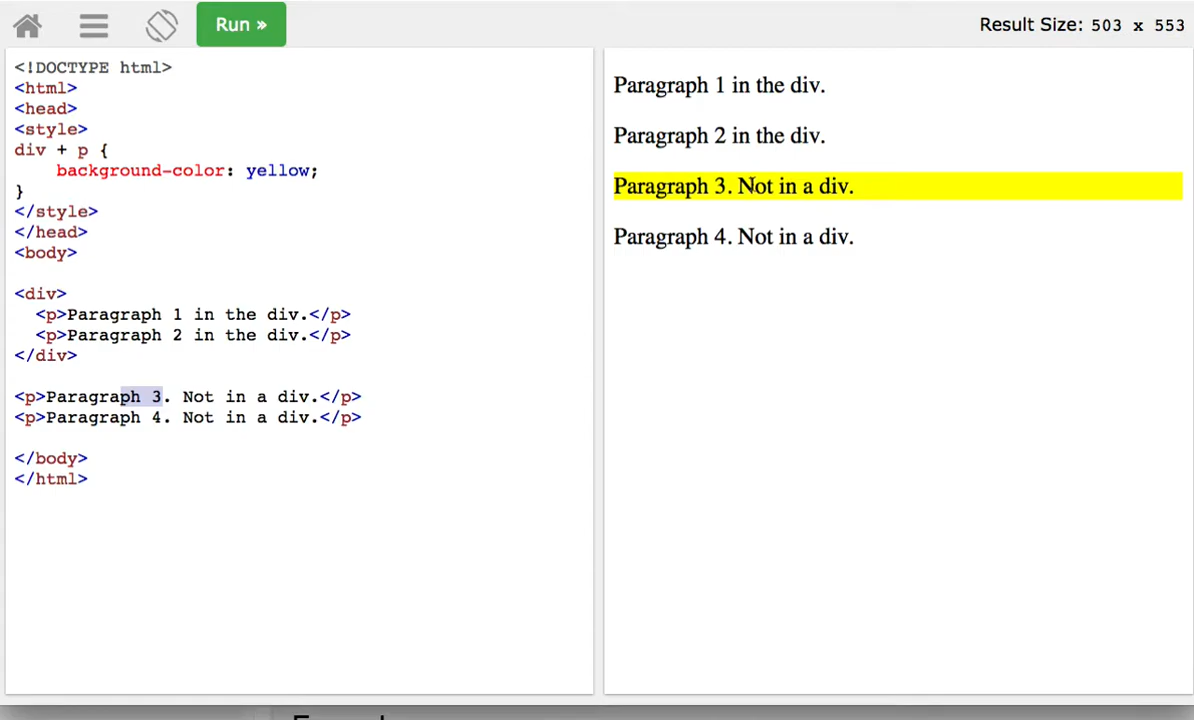 Run »
Result Size: 503 x 553
<!DOCTYPE html>
<html>
<head>
<style>
div + p {
    background-color: yellow;
}
</style>
</head>
<body>
<div>
  <p>Paragraph 1 in the div.</p>
  <p>Paragraph 2 in the div.</p>
</div>
<p>Paragraph 3. Not in a div.</p>
<p>Paragraph 4. Not in a div.</p>
</body>
</html>
Paragraph 1 in the div.
Paragraph 2 in the div.
Paragraph 3. Not in a div.
Paragraph 4. Not in a div.